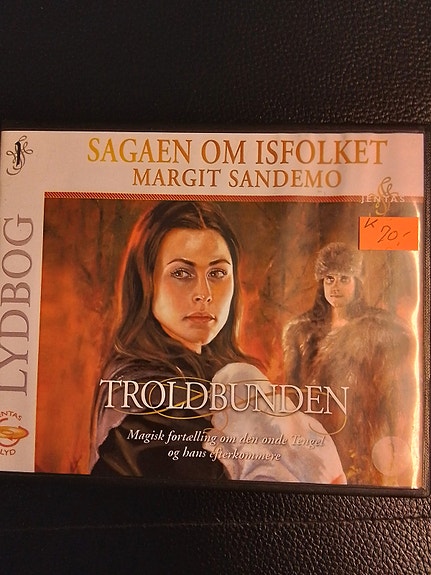 SAGAEN OM ISFOLKET
MARGIT SANDEMO
JENTAS
K 70,-
LYDBOG
TROLDBUNDEN
Magisk fortælling om den onde Tengel
og hans efterkommere
JENTAS
LYD